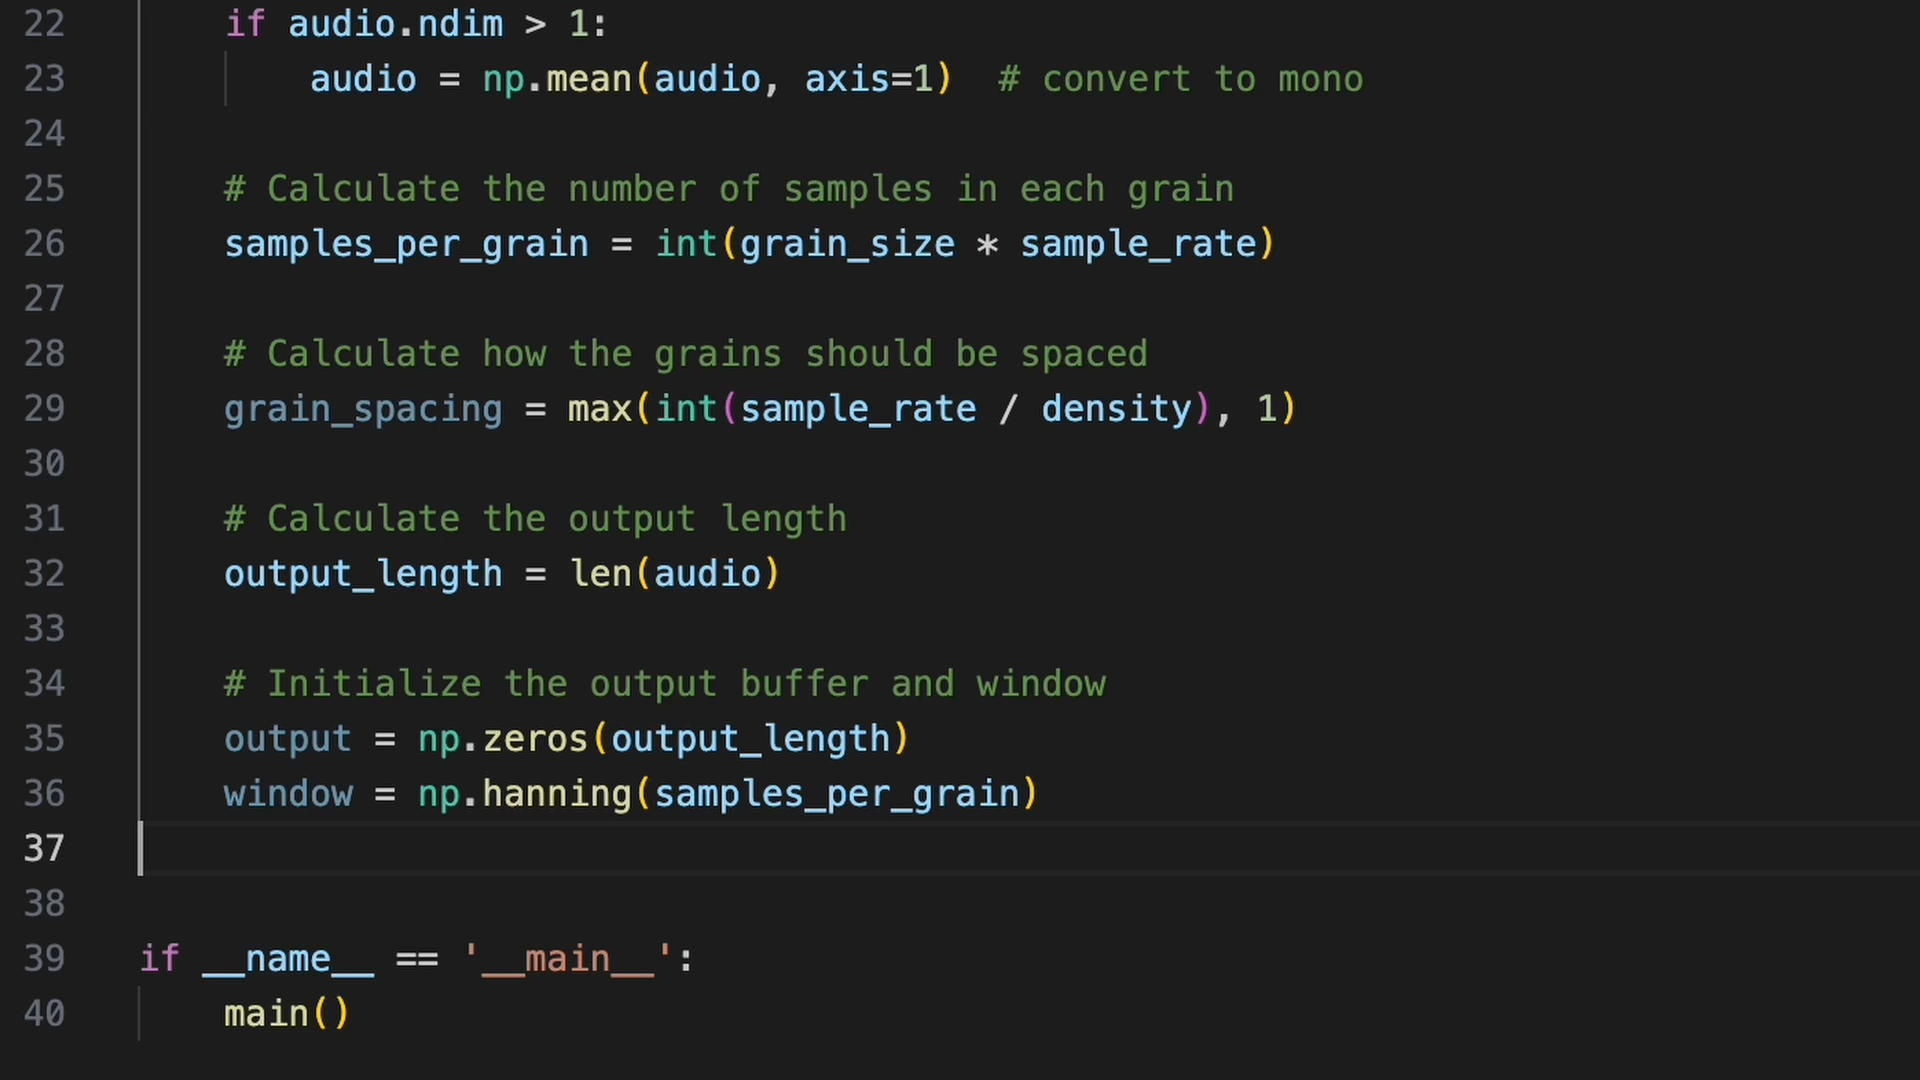 22 if audio.ndim > 1:
23 audio = np.mean(audio, axis=1)  # convert to mono
24
25 # Calculate the number of samples in each grain
26 samples_per_grain = int(grain_size * sample_rate)
27
28 # Calculate how the grains should be spaced
29 grain_spacing = max(int(sample_rate / density), 1)
30
31 # Calculate the output length
32 output_length = len(audio)
33
34 # Initialize the output buffer and window
35 output = np.zeros(output_length)
36 window = np.hanning(samples_per_grain)
37
38
39 if __name__ == '__main__':
40 main()